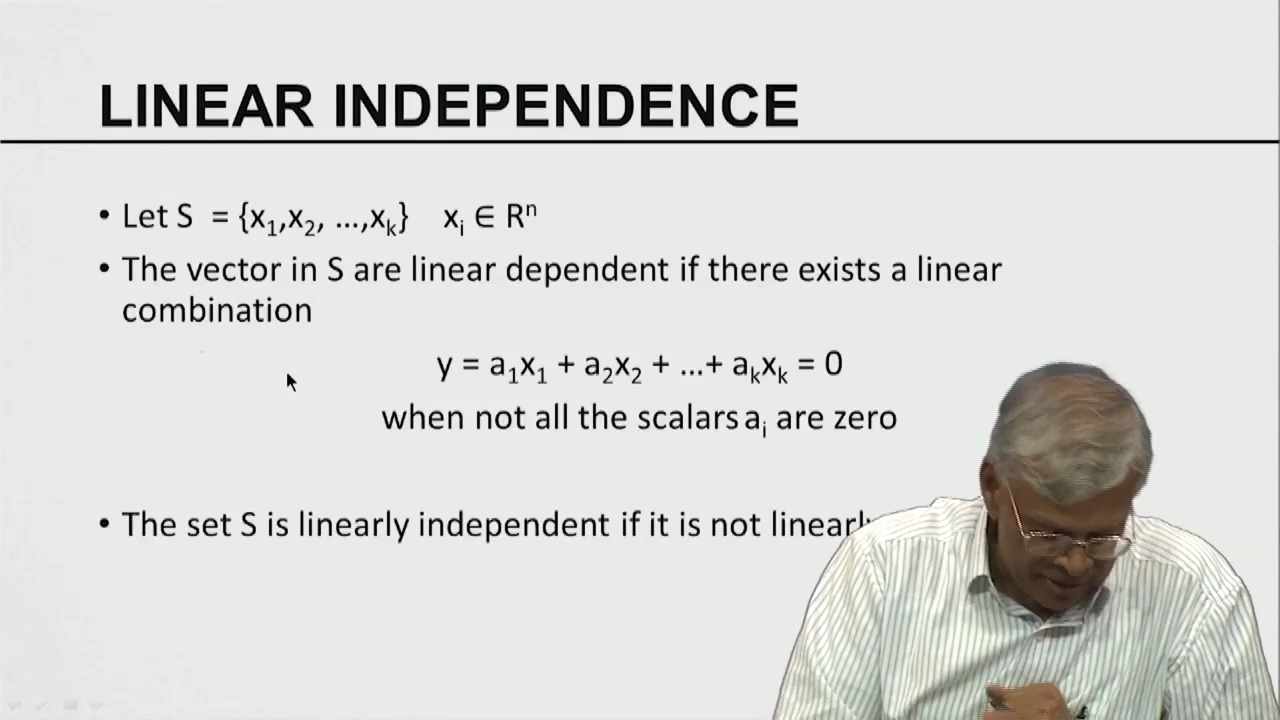 LINEAR INDEPENDENCE
• Let S = {x₁,x₂, ...,xₖ} xᵢ ∈ Rⁿ
• The vector in S are linear dependent if there exists a linear
combination
y = a₁x₁ + a₂x₂ + ...+ aₖxₖ = 0
when not all the scalars aᵢ are zero
• The set S is linearly independent if it is not